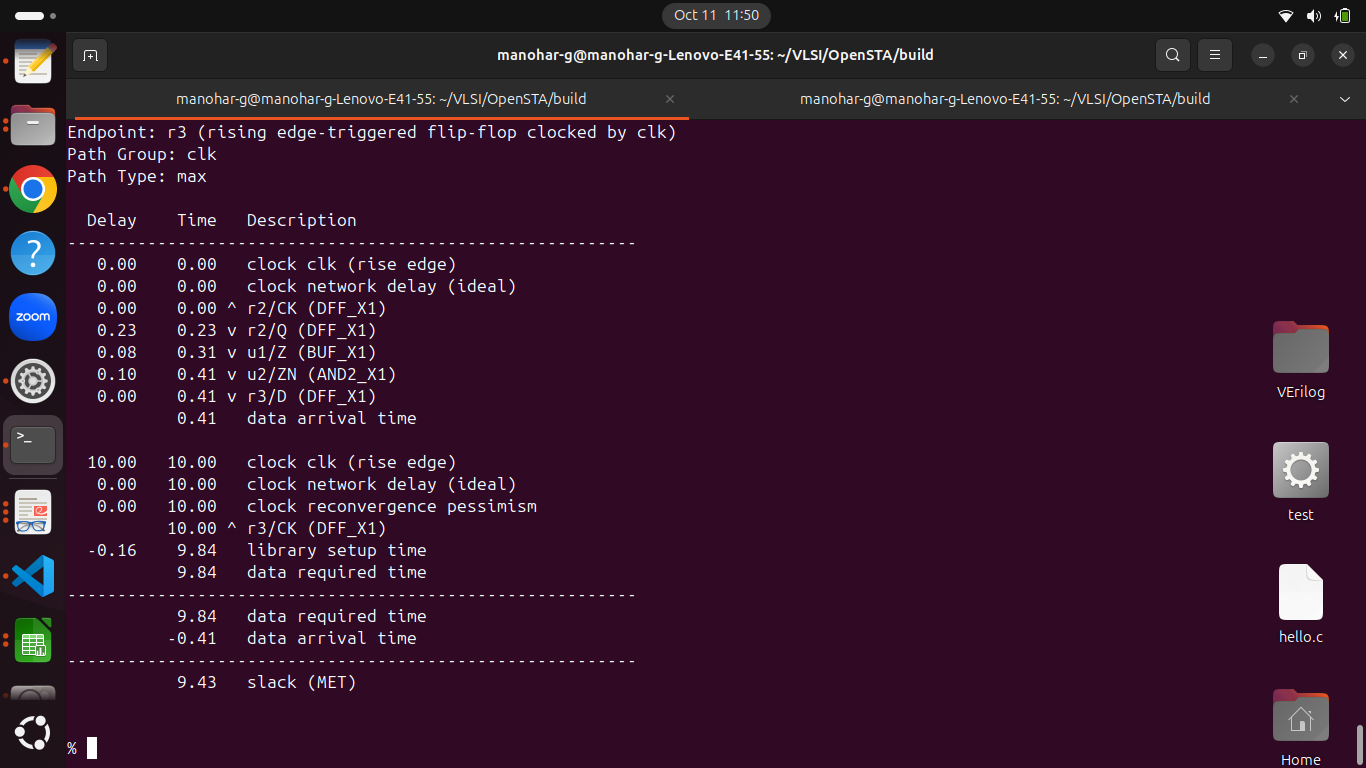 Oct 11 11:50
manohar-g@manohar-g-Lenovo-E41-55: ~/VLSI/OpenSTA/build
manohar-g@manohar-g-Lenovo-E41-55: ~/VLSI/OpenSTA/build
manohar-g@manohar-g-Lenovo-E41-55: ~/VLSI/OpenSTA/build
Endpoint: r3 (rising edge-triggered flip-flop clocked by clk)
Path Group: clk
Path Type: max
Delay Time Description
---------------------------------------------------------
0.00 0.00 clock clk (rise edge)
0.00 0.00 clock network delay (ideal)
0.00 0.00 ^ r2/CK (DFF_X1)
0.23 0.23 v r2/Q (DFF_X1)
0.08 0.31 v u1/Z (BUF_X1)
0.10 0.41 v u2/ZN (AND2_X1)
0.00 0.41 v r3/D (DFF_X1)
0.41 data arrival time
10.00 10.00 clock clk (rise edge)
0.00 10.00 clock network delay (ideal)
0.00 10.00 clock reconvergence pessimism
10.00 ^ r3/CK (DFF_X1)
-0.16 9.84 library setup time
9.84 data required time
---------------------------------------------------------
9.84 data required time
-0.41 data arrival time
---------------------------------------------------------
9.43 slack (MET)
%
zoom
VErilog
test
hello.c
Home